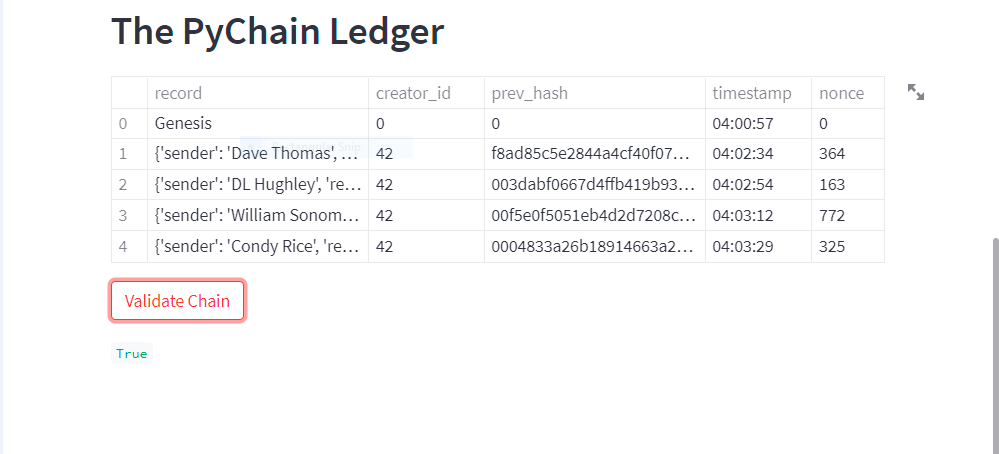 The PyChain Ledger
record creator_id prev_hash timestamp nonce
0 Genesis 0 0 04:00:57 0
1 {'sender': 'Dave Thomas', … 42 f8ad85c5e2844a4cf40f07… 04:02:34 364
2 {'sender': 'DL Hughley', 're… 42 003dabf0667d4ffb419b93… 04:02:54 163
3 {'sender': 'William Sonom… 42 00f5e0f5051eb4d2d7208c… 04:03:12 772
4 {'sender': 'Condy Rice', 're… 42 0004833a26b18914663a2… 04:03:29 325
Validate Chain
True